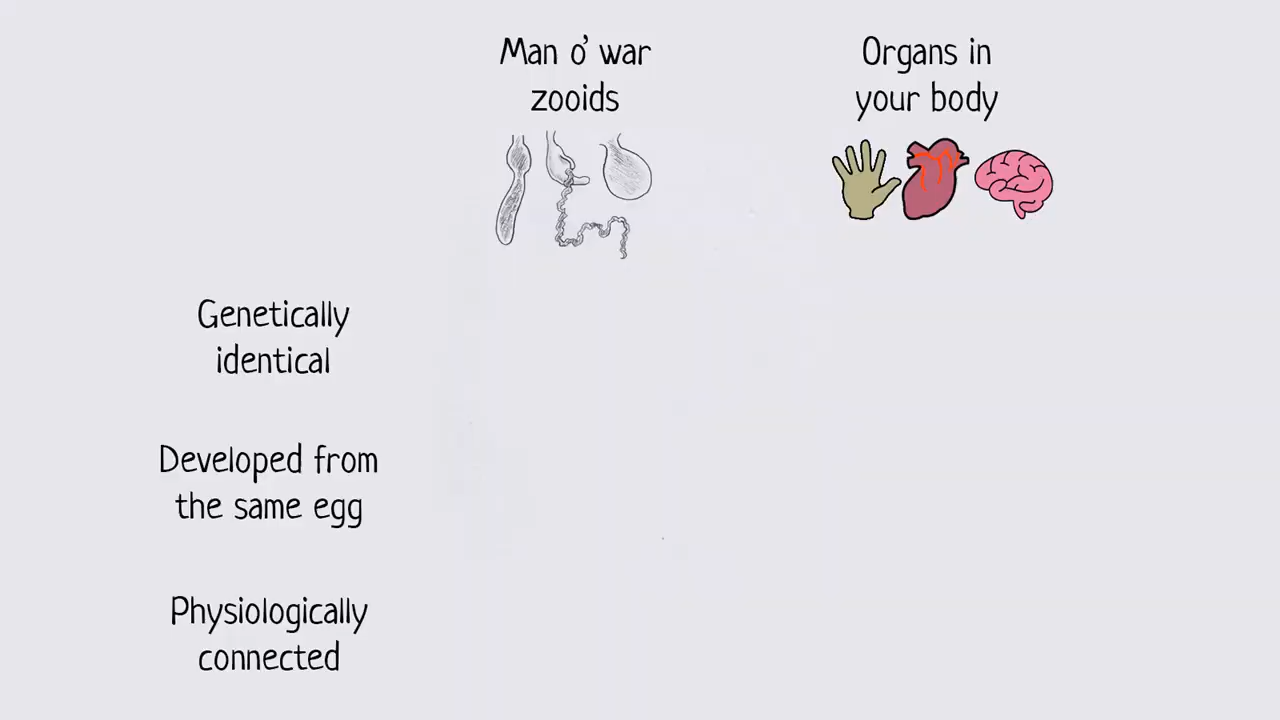 Man o' war
zooids
Organs in
your body
Genetically
identical
Developed from
the same egg
Physiologically
connected